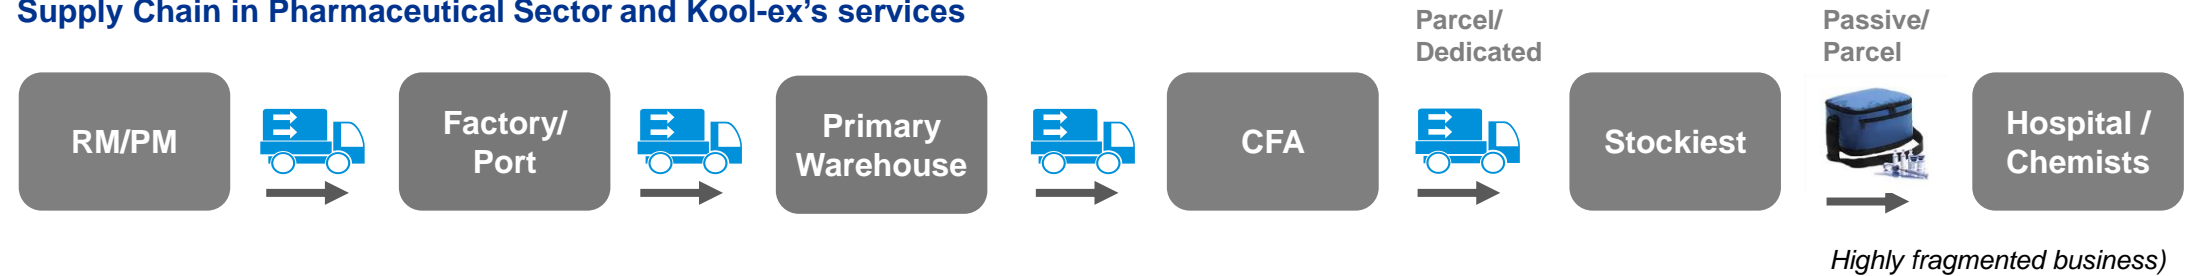 Supply Chain in Pharmaceutical Sector and Kool-ex's services
Parcel/
Dedicated
Passive/
Parcel
RM/PM
Factory/
Port
Primary
Warehouse
CFA
Stockiest
Hospital /
Chemists
Highly fragmented business)